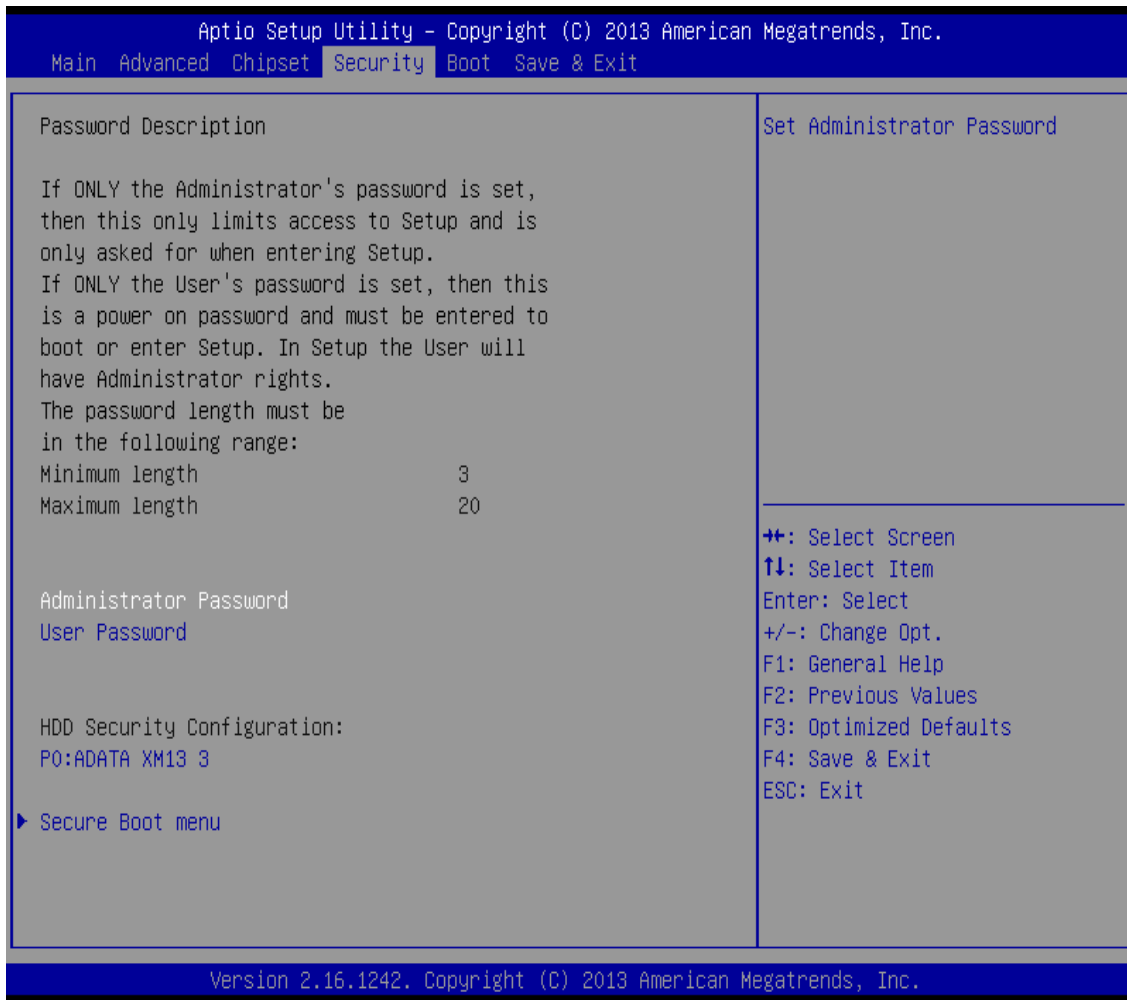 Aptio Setup Utility – Copyright (C) 2013 American Megatrends, Inc.
Main Advanced Chipset Security Boot Save & Exit
Password Description
If ONLY the Administrator's password is set,
then this only limits access to Setup and is
only asked for when entering Setup.
If ONLY the User's password is set, then this
is a power on password and must be entered to
boot or enter Setup. In Setup the User will
have Administrator rights.
The password length must be
in the following range:
Minimum length 3
Maximum length 20
Administrator Password
User Password
HDD Security Configuration:
P0:ADATA XM13 3
Secure Boot menu
Set Administrator Password
→←: Select Screen
↑↓: Select Item
Enter: Select
+/-: Change Opt.
F1: General Help
F2: Previous Values
F3: Optimized Defaults
F4: Save & Exit
ESC: Exit
Version 2.16.1242. Copyright (C) 2013 American Megatrends, Inc.